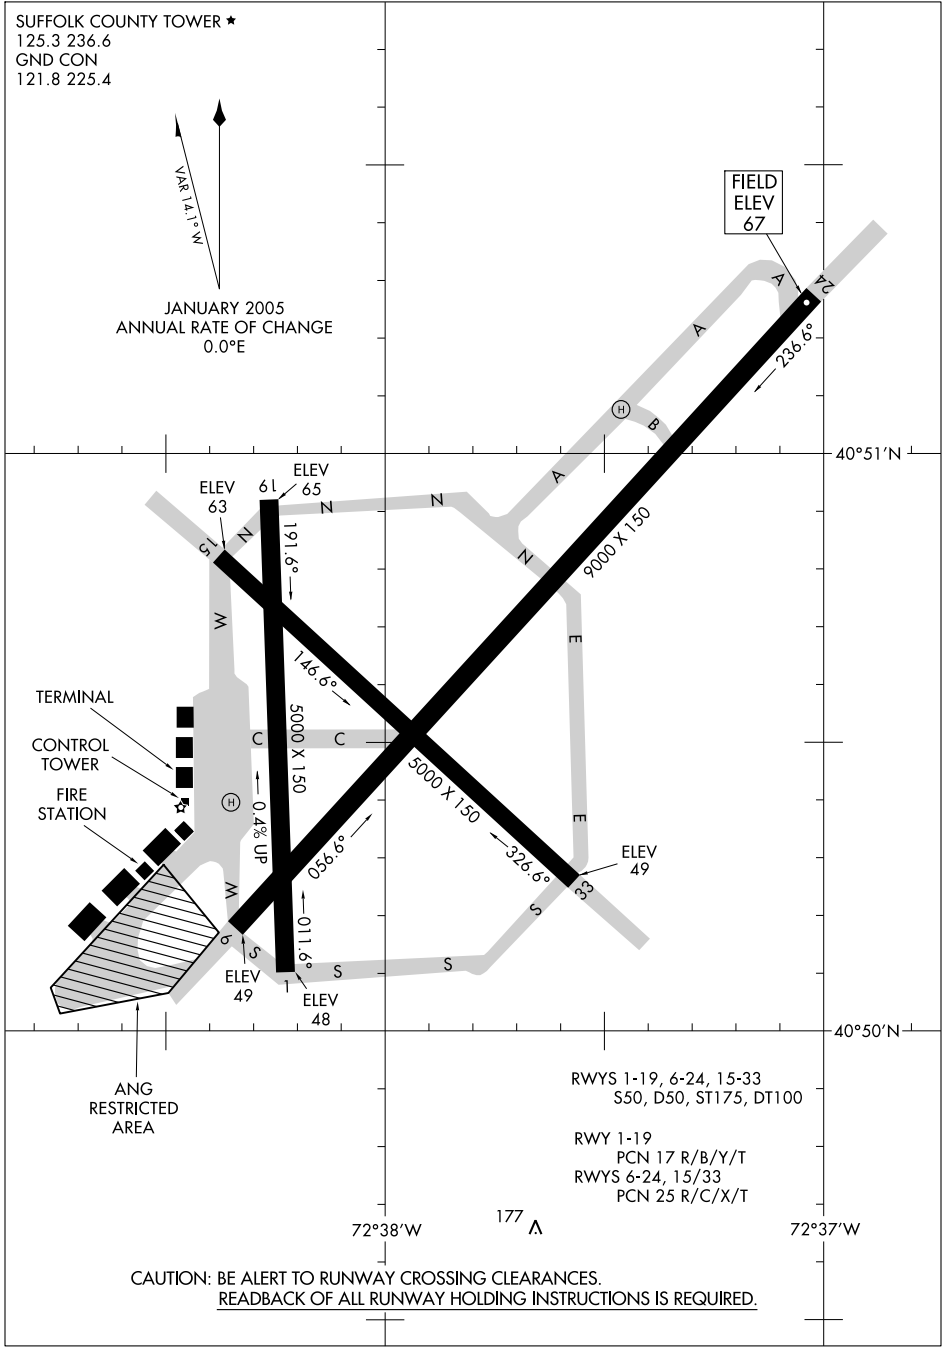 SUFFOLK COUNTY TOWER
125.3 236.6
GND CON
121.8 225.4
VAR 14.1° W
JANUARY 2005
ANNUAL RATE OF CHANGE
0.0°E
FIELD
ELEV
67
24
A
A
236.6°
H
B
40°51'N
A
ELEV
65
ELEV
63
19
N
N
N
15
191.6°
N
9000 X 150
W
E
146.6°
TERMINAL
5000 X 150
C
C
CONTROL
TOWER
5000 X 150
FIRE
STATION
H
0.4% UP
E
056.6°
326.6°
ELEV
49
33
W
S
6
S
011.6°
S
S
ELEV
49
1
ELEV
48
40°50'N
ANG
RESTRICTED
AREA
RWYS 1-19, 6-24, 15-33
S50, D50, ST175, DT100
RWY 1-19
PCN 17 R/B/Y/T
RWYS 6-24, 15/33
PCN 25 R/C/X/T
177
72°38'W
72°37'W
CAUTION: BE ALERT TO RUNWAY CROSSING CLEARANCES.
READBACK OF ALL RUNWAY HOLDING INSTRUCTIONS IS REQUIRED.